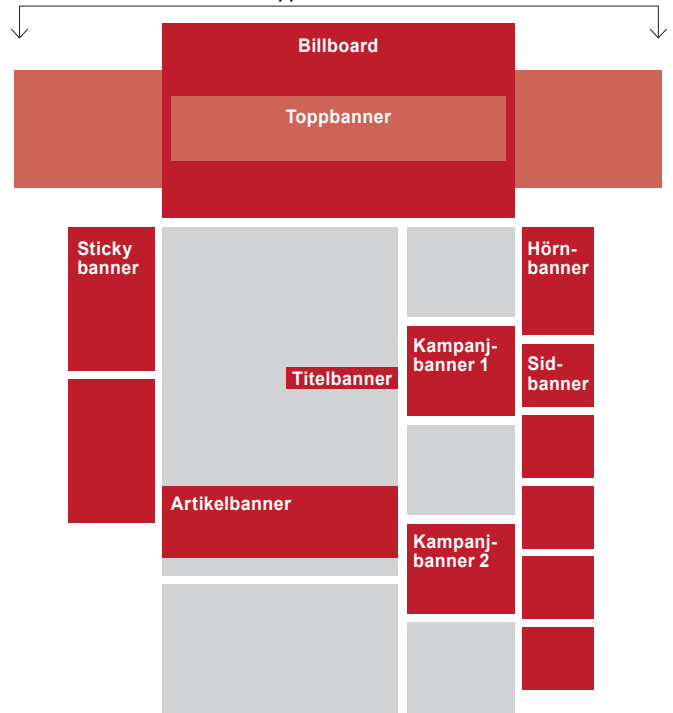 Billboard
Toppbanner
Sticky
banner
Hörn-
banner
Kampanj-
banner 1
Sid-
banner
Titelbanner
Artikelbanner
Kampanj-
banner 2